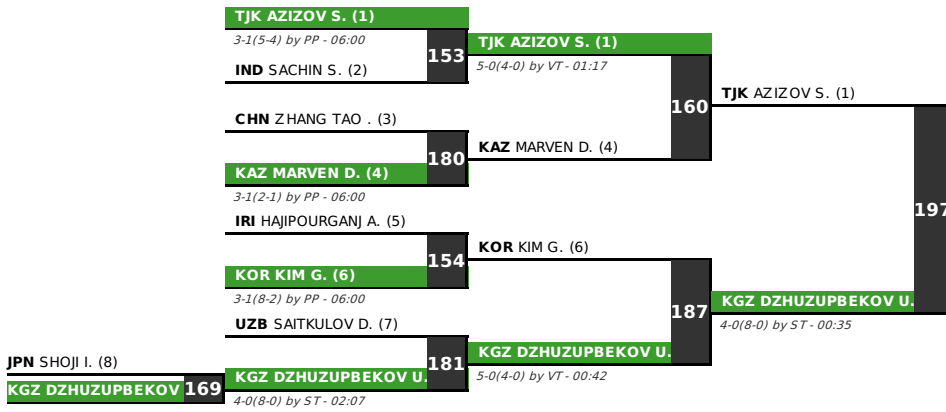 TJK AZIZOV S. (1)
3-1(5-4) by PP - 06:00
153
IND SACHIN S. (2)
TJK AZIZOV S. (1)
5-0(4-0) by VT - 01:17
160
TJK AZIZOV S. (1)
CHN ZHANG TAO . (3)
180
KAZ MARVEN D. (4)
3-1(2-1) by PP - 06:00
KAZ MARVEN D. (4)
197
IRI HAJIPOURGANJ A. (5)
154
KOR KIM G. (6)
3-1(8-2) by PP - 06:00
KOR KIM G. (6)
187
KGZ DZHUZUPBEKOV U.
4-0(8-0) by ST - 00:35
UZB SAITKULOV D. (7)
181
KGZ DZHUZUPBEKOV U.
5-0(4-0) by VT - 00:42
JPN SHOJI I. (8)
KGZ DZHUZUPBEKOV
169
KGZ DZHUZUPBEKOV U.
4-0(8-0) by ST - 02:07